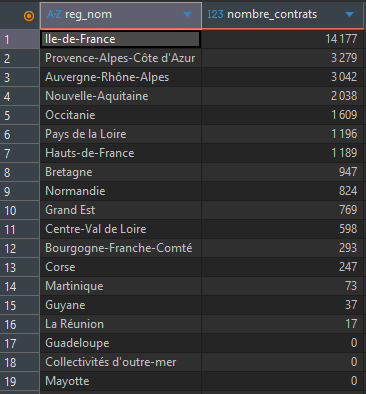 A-Z reg_nom 123 nombre_contrats
1 Ile-de-France 14 177
2 Provence-Alpes-Côte d'Azur 3 279
3 Auvergne-Rhône-Alpes 3 042
4 Nouvelle-Aquitaine 2 038
5 Occitanie 1 609
6 Pays de la Loire 1 196
7 Hauts-de-France 1 189
8 Bretagne 947
9 Normandie 824
10 Grand Est 769
11 Centre-Val de Loire 598
12 Bourgogne-Franche-Comté 293
13 Corse 247
14 Martinique 73
15 Guyane 37
16 La Réunion 17
17 Guadeloupe 0
18 Collectivités d'outre-mer 0
19 Mayotte 0